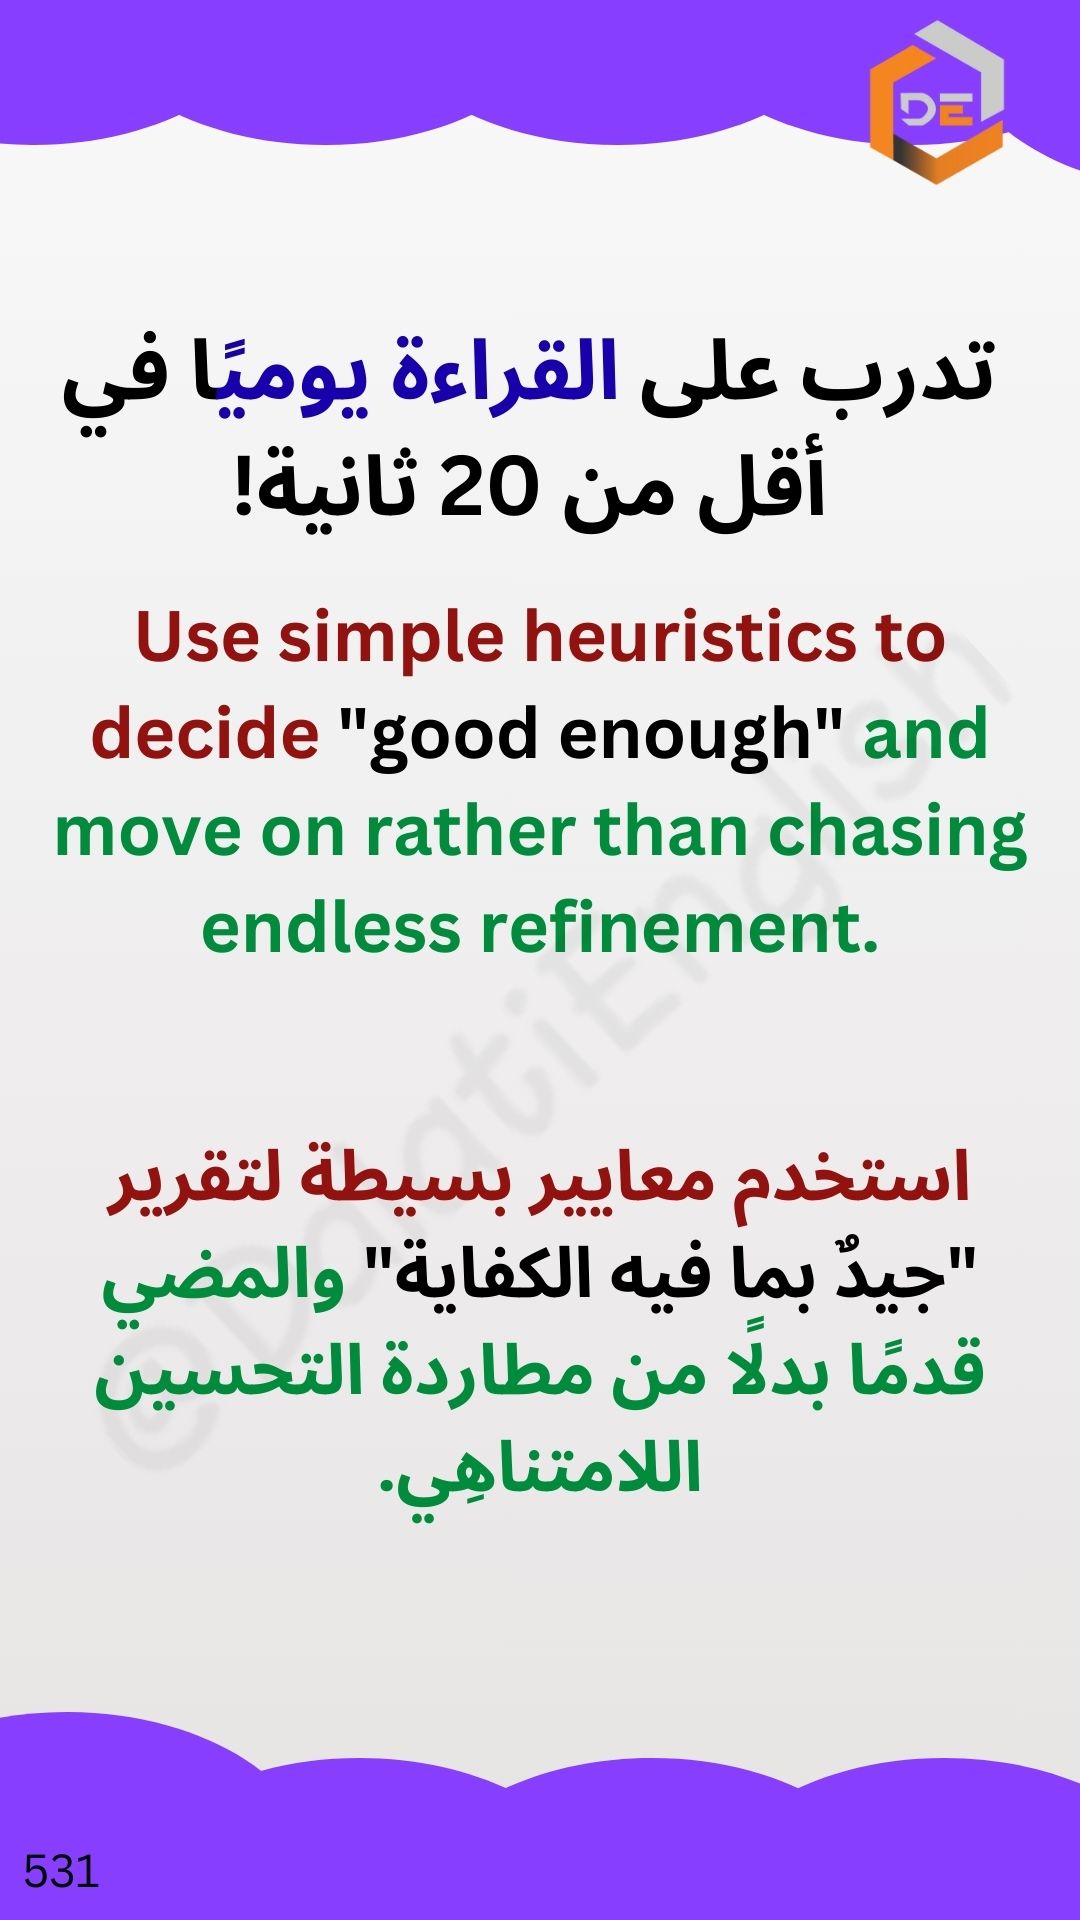 DE
تدرب على القراءة يوميًا في
أقل من 20 ثانية!
Use simple heuristics to
decide "good enough" and
move on rather than chasing
endless refinement.
@DalatiEnglish
استخدم معايير بسيطة لتقرير
"جيدٌ بما فيه الكفاية" والمضي
قدمًا بدلًا من مطاردة التحسين
اللامتناهِي.
531